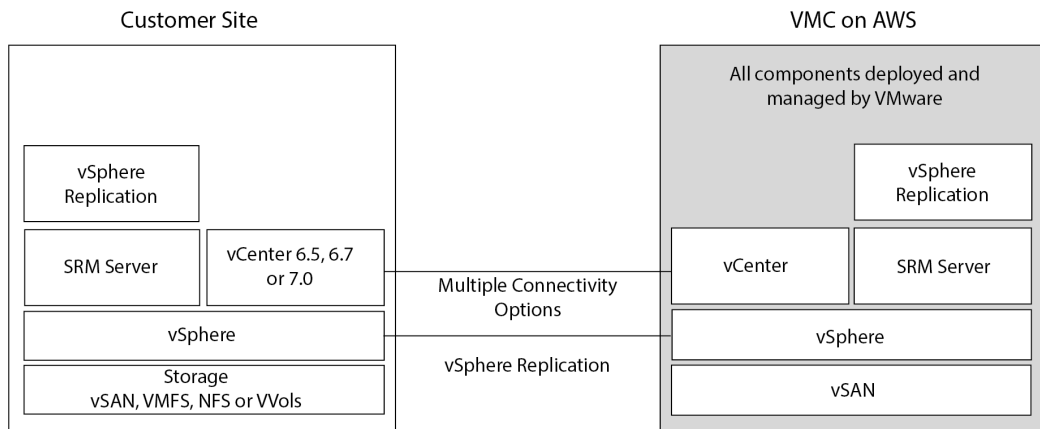 Customer Site
vSphere
Replication
SRM Server
vCenter 6.5, 6.7
or 7.0
vSphere
Storage
vSAN, VMFS, NFS or VVols
Multiple Connectivity
Options
vSphere Replication
VMC on AWS
All components deployed and
managed by VMware
vSphere
Replication
vCenter
SRM Server
vSphere
vSAN